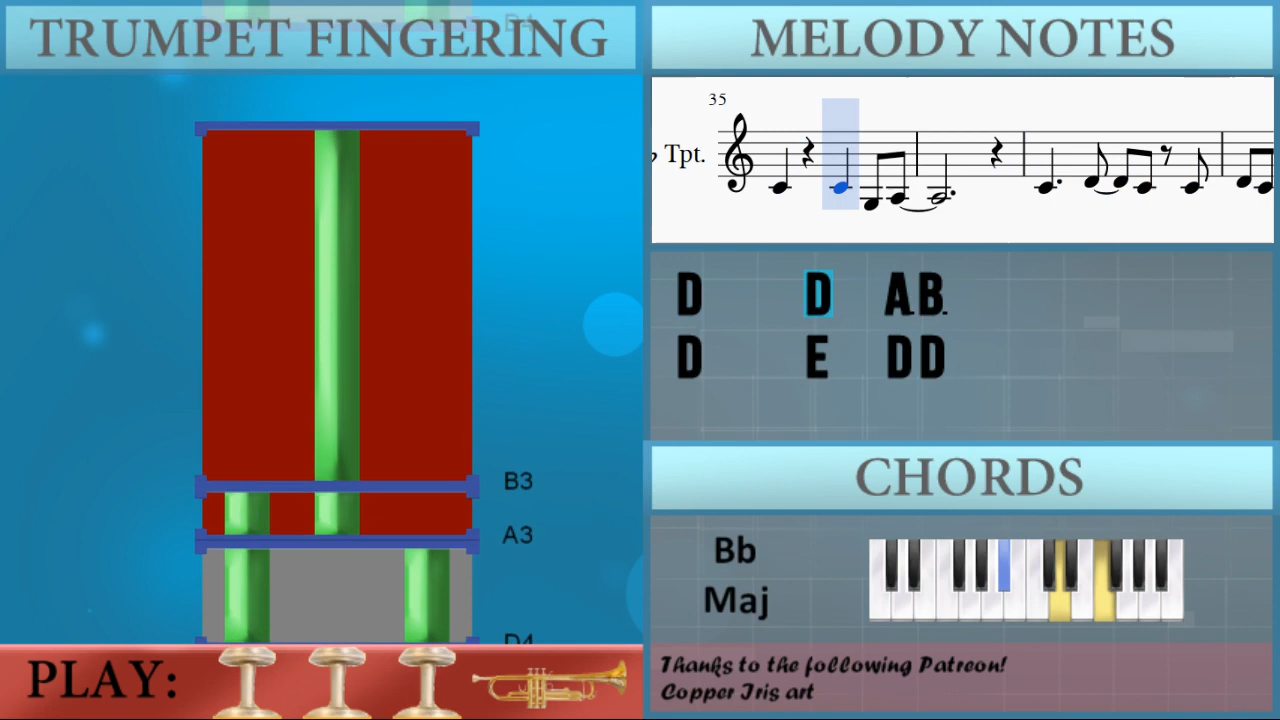 TRUMPET FINGERING
B3
A3
D4
PLAY:
MELODY NOTES
35
Tpt.
D D A.B.
D E DD
CHORDS
Bb
Maj
Thanks to the following Patreon!
Copper Iris art